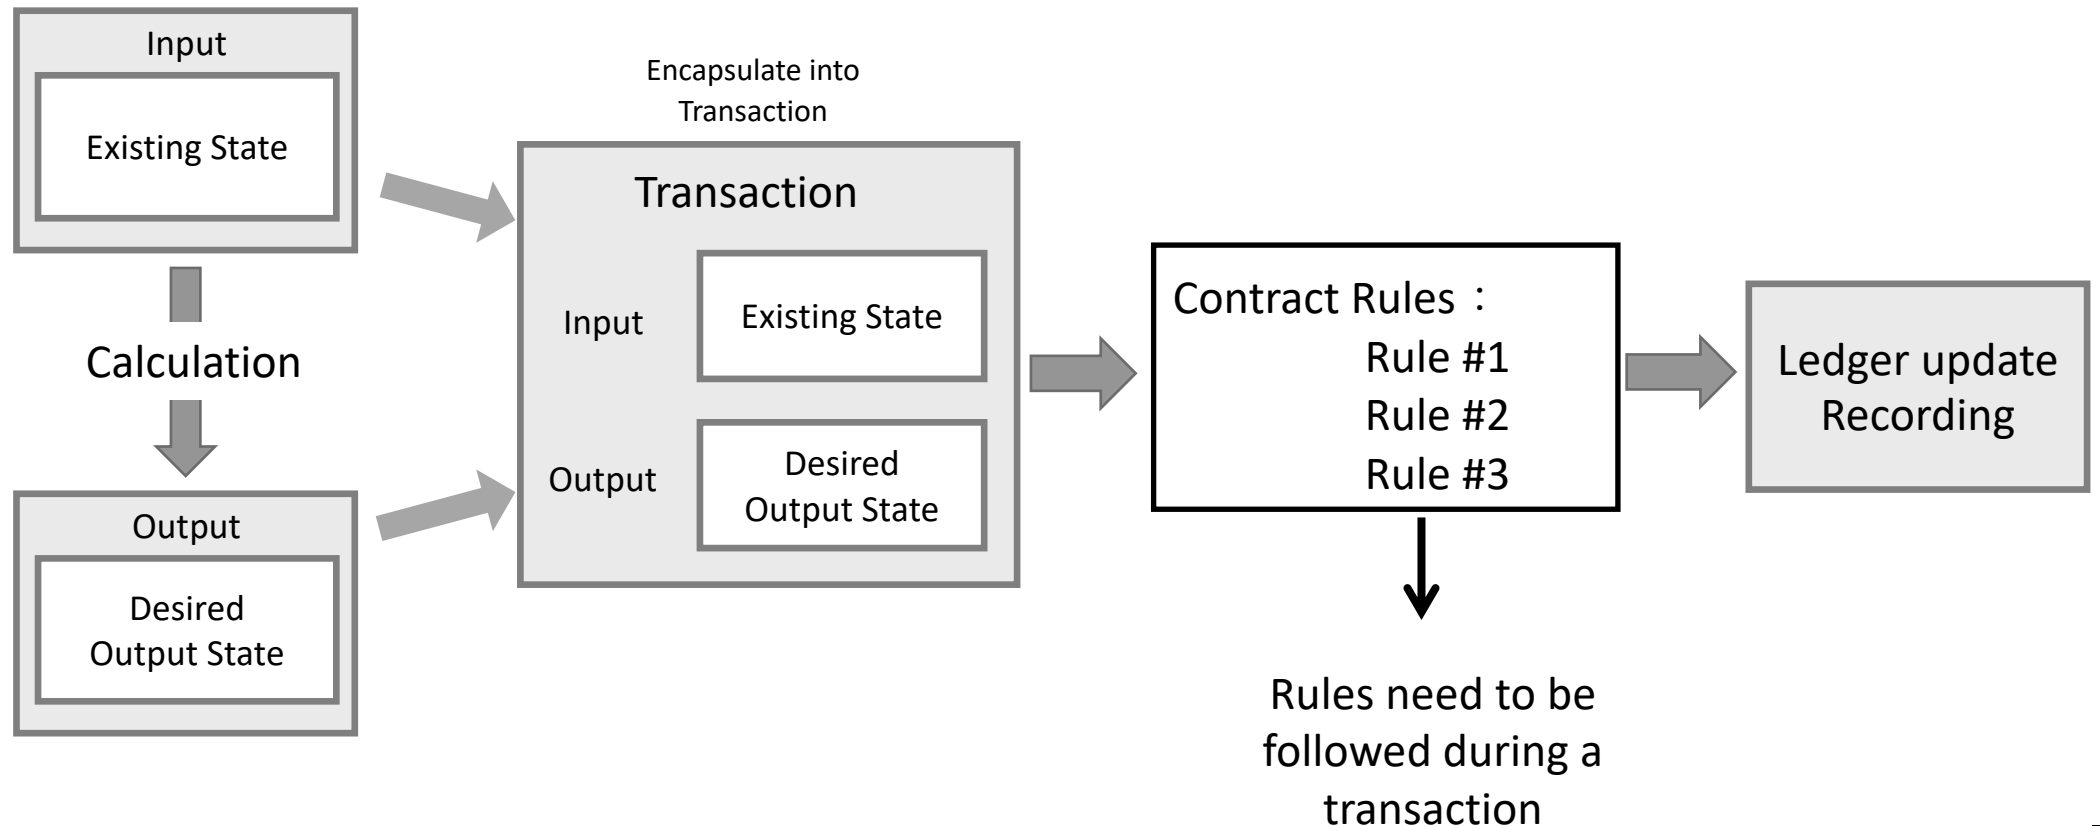 Input
Existing State
Calculation
Output
Desired
Output State
Encapsulate into
Transaction
Transaction
Input
Existing State
Output
Desired
Output State
Contract Rules：
Rule #1
Rule #2
Rule #3
Rules need to be
followed during a
transaction
Ledger update
Recording